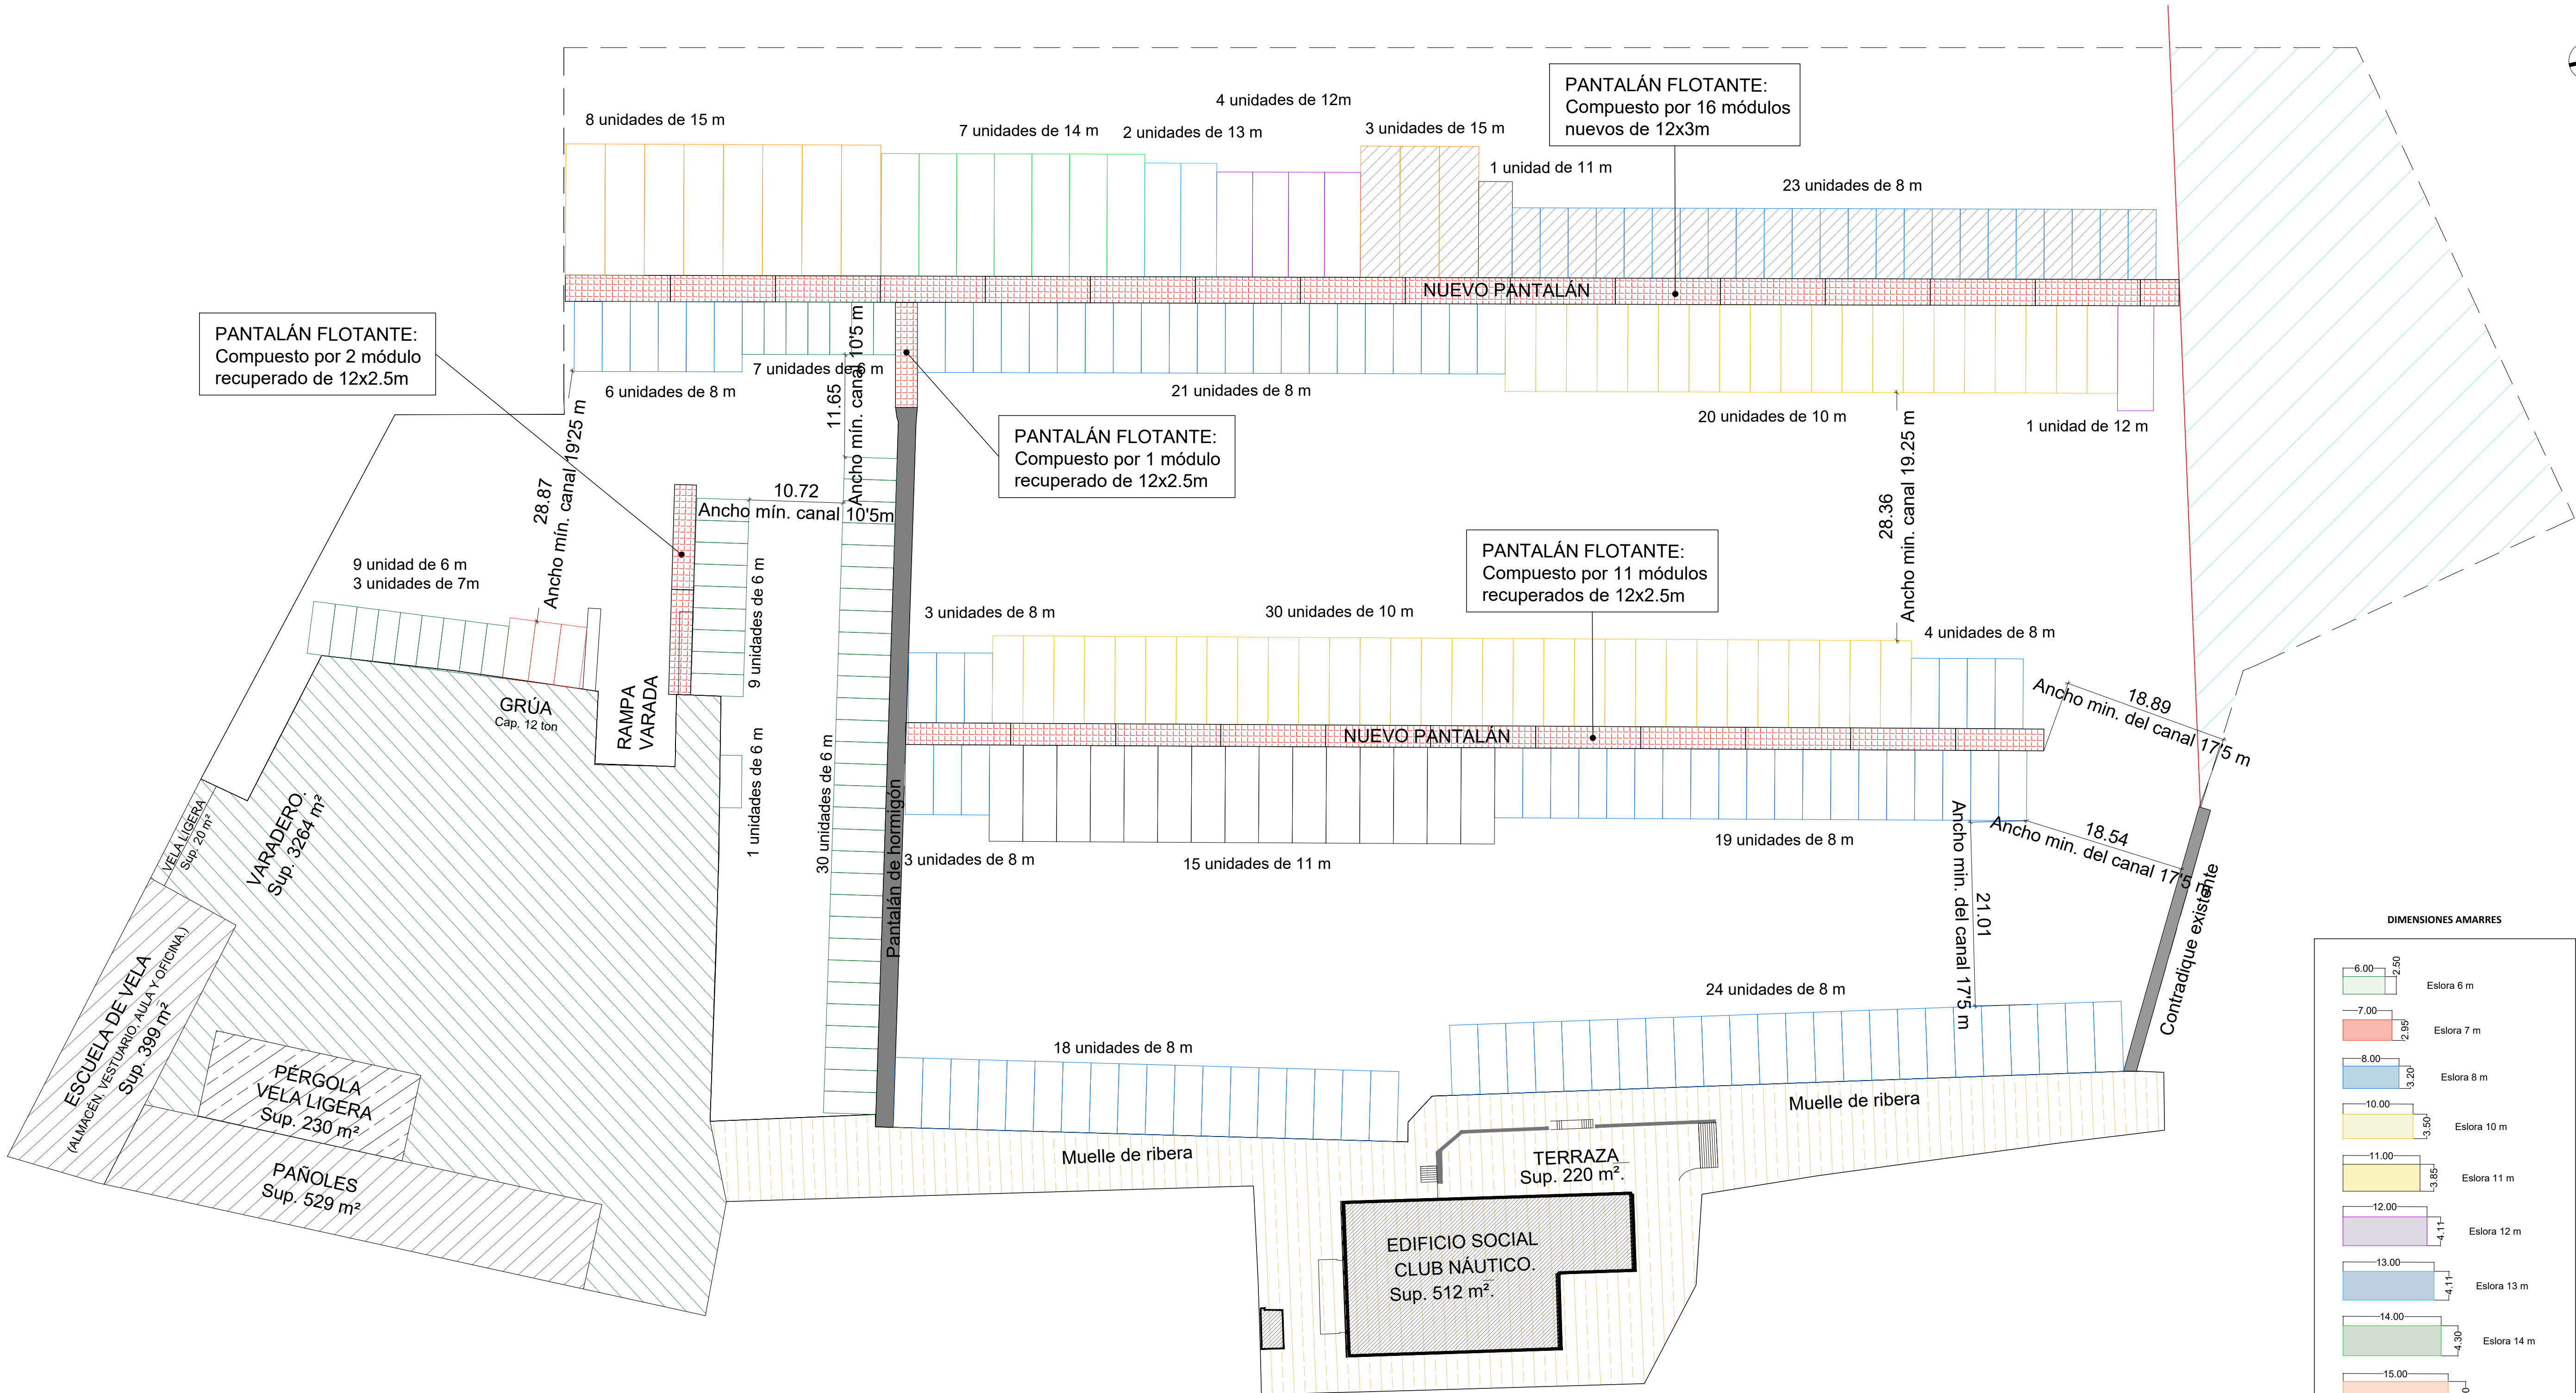 4 unidades de 12m
8 unidades de 15 m
7 unidades de 14 m
2 unidades de 13 m
3 unidades de 15 m
1 unidad de 11 m
23 unidades de 8 m
PANTALÁN FLOTANTE:
Compuesto por 16 módulos
nuevos de 12x3m
NUEVO PANTALÁN
PANTALÁN FLOTANTE:
Compuesto por 2 módulo
recuperado de 12x2.5m
6 unidades de 8 m
7 unidades de 6 m
11.65
Ancho mín. canal 10'5 m
21 unidades de 8 m
20 unidades de 10 m
1 unidad de 12 m
PANTALÁN FLOTANTE:
Compuesto por 1 módulo
recuperado de 12x2.5m
28.87
Ancho mín. canal 19'25 m
10.72
Ancho mín. canal 10'5m
28.36
Ancho min. canal 19.25 m
9 unidad de 6 m
3 unidades de 7m
9 unidades de 6 m
PANTALÁN FLOTANTE:
Compuesto por 11 módulos
recuperados de 12x2.5m
3 unidades de 8 m
30 unidades de 10 m
4 unidades de 8 m
18.89
Ancho min. del canal 17'5 m
GRÚA
Cap. 12 ton
RAMPA
VARADA
NUEVO PANTALÁN
1 unidades de 6 m
30 unidades de 6 m
Pantalán de hormigón
3 unidades de 8 m
15 unidades de 11 m
19 unidades de 8 m
18.54
Ancho min. del canal 17'5 m
21.01
Ancho min. del canal 17'5 m
Contradique existente
VELA LIGERA
Sup. 220 m²
VARADERO.
Sup. 3264 m²
ESCUELA DE VELA
(ALMACÉN, VESTUARIO, AULA Y OFICINA.)
Sup. 399 m²
PÉRGOLA
VELA LIGERA
Sup. 230 m²
PAÑOLES
Sup. 529 m²
18 unidades de 8 m
24 unidades de 8 m
Muelle de ribera
Muelle de ribera
TERRAZA
Sup. 220 m².
EDIFICIO SOCIAL
CLUB NÁUTICO.
Sup. 512 m².
DIMENSIONES AMARRES
6.00
2.50
Eslora 6 m
7.00
2.95
Eslora 7 m
8.00
3.20
Eslora 8 m
10.00
3.50
Eslora 10 m
11.00
3.85
Eslora 11 m
12.00
4.11
Eslora 12 m
13.00
4.11
Eslora 13 m
14.00
4.30
Eslora 14 m
15.00